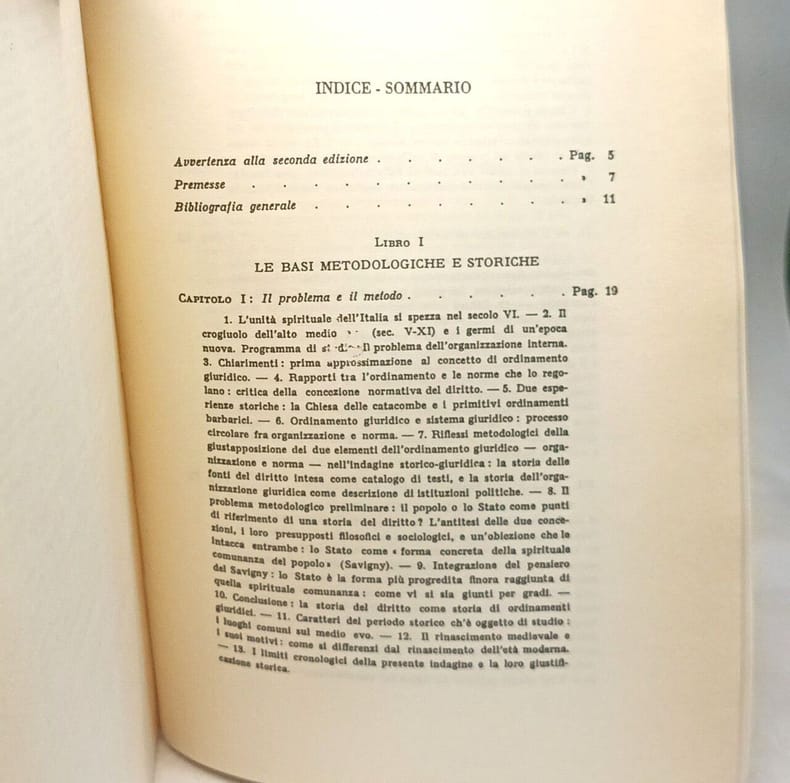 INDICE - SOMMARIO
Avvertenza alla seconda edizione . . . . . . . Pag. 5
Premesse . . . . . . . . . . . » 7
Bibliografia generale . . . . . . . . . » 11
LIBRO I
LE BASI METODOLOGICHE E STORICHE
CAPITOLO I: Il problema e il metodo . . . . . . Pag. 19
1. L'unità spirituale dell'Italia si spezza nel secolo VI. — 2. Il
crogiuolo dell'alto medio (sec. V-XI) e i germi di un'epoca
nuova. Programma di Il problema dell'organizzazione interna.
3. Chiarimenti: prima approssimazione al concetto di ordinamento
giuridico. — 4. Rapporti tra l'ordinamento e le norme che lo rego-
lano: critica della concezione normativa del diritto. — 5. Due espe-
rienze storiche: la Chiesa delle catacombe e i primitivi ordinamenti
barbarici. — 6. Ordinamento giuridico e sistema giuridico: processo
circolare fra organizzazione e norma. — 7. Riflessi metodologici della
giustapposizione dei due elementi dell'ordinamento giuridico — orga-
nizzazione e norma — nell'indagine storico-giuridica: la storia delle
fonti del diritto intesa come catalogo di testi, e la storia dell'orga-
nizzazione giuridica come descrizione di istituzioni politiche. — 8. Il
problema metodologico preliminare: il popolo o lo Stato come punti
di riferimento di una storia del diritto? L'antitesi delle due conce-
zioni, i loro presupposti filosofici e sociologici, e un'obiezione che le
intacca entrambe: lo Stato come « forma concreta della spirituale
comunanza del popolo» (Savigny). — 9. Integrazione del pensiero
del Savigny: lo Stato è la forma più progredita finora raggiunta di
quella spirituale comunanza: come vi si sia giunti per gradi. —
10. Conclusione: la storia del diritto come storia di ordinamenti
giuridici. — 11. Caratteri del periodo storico ch'è oggetto di studio:
i luoghi comuni sul medio evo. — 12. Il rinascimento medievale e
i suoi motivi: come si differenzi dal rinascimento dell'età moderna.
— 13. I limiti cronologici della presente indagine e la loro giustifi-
cazione storica.